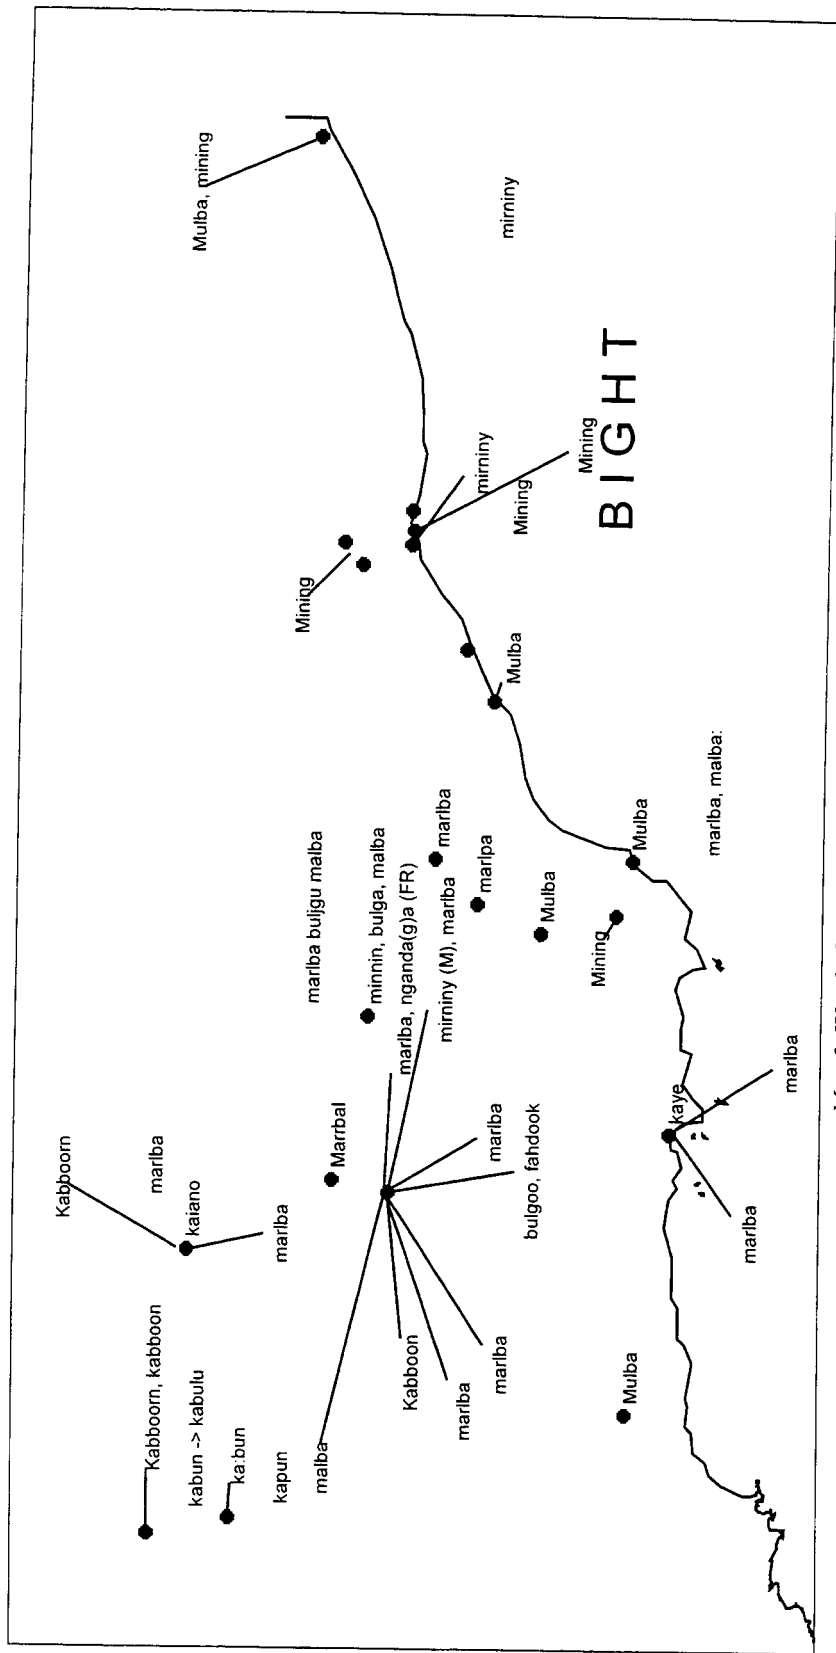 Kabboorn
Kabboorn, kabboon
marlba
kaiano
kabun -> kabulu
Mulba, mining
ka:bun
kapun
marlba
Mining
marlba buljgu malba
malba
Marrbal
minnin, bulga, malba
marlba, nganda(g)a (FR)
Kabboon
marlba
mirniny (M), marlba
marlba
mirniny
marlpa
marlba
marlba
mirniny
Mulba
Mining
bulgoo, fahdook
Mulba
Mining
Mining
BIGHT
Mulba
Mulba
kaye
marlba, malba:
marlba
marlba